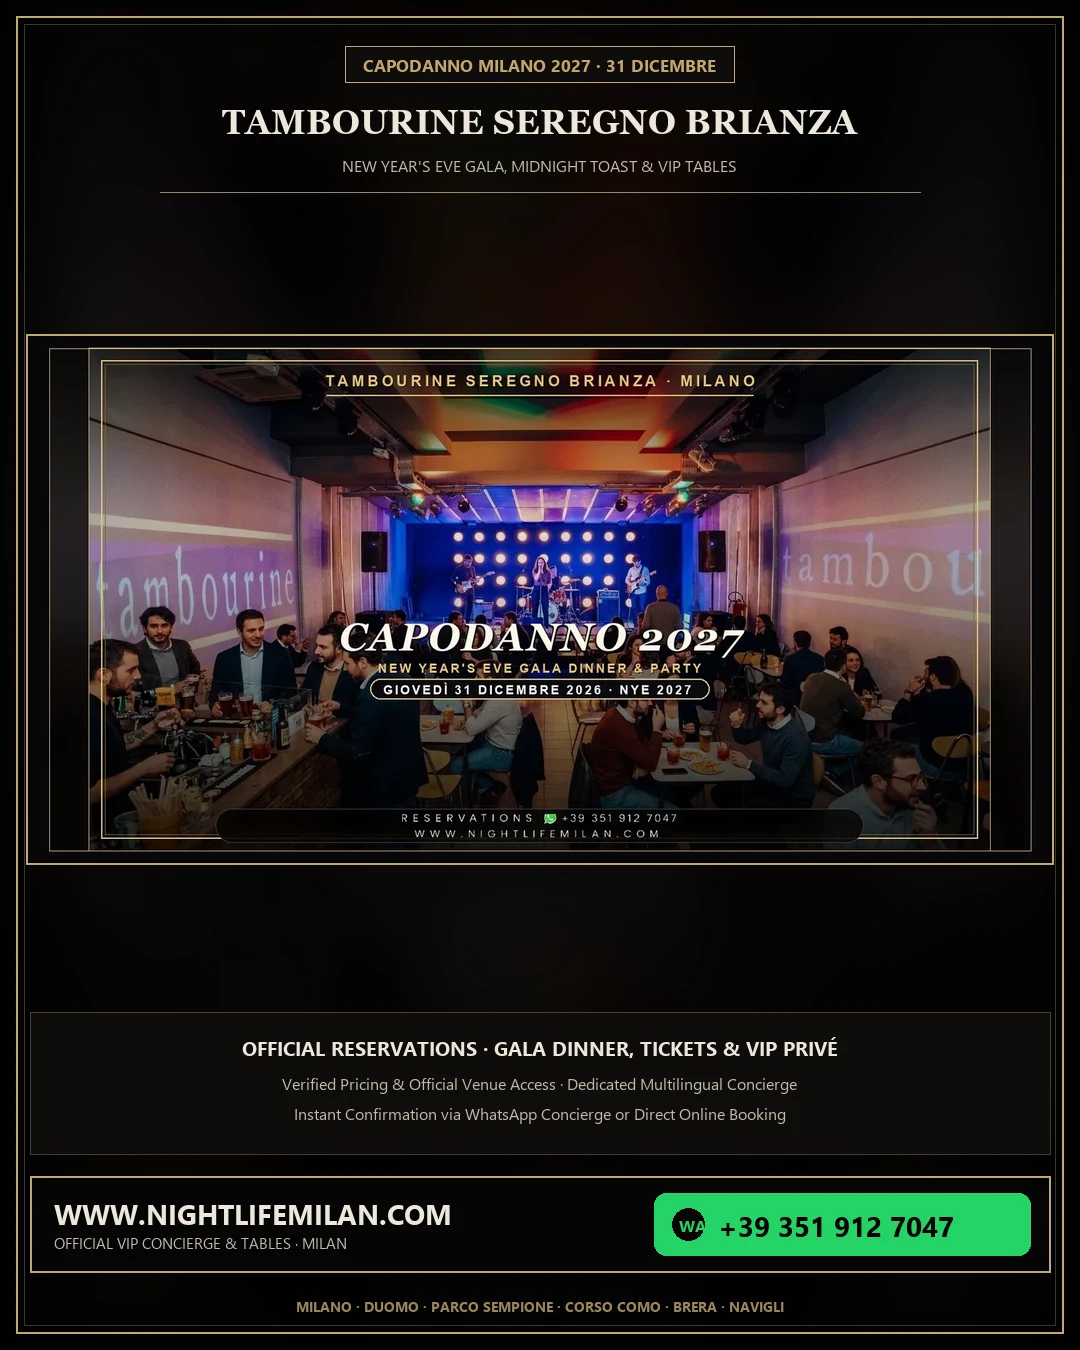 CAPODANNO MILANO 2027 · 31 DICEMBRE
TAMBOURINE SEREGNO BRIANZA
NEW YEAR'S EVE GALA, MIDNIGHT TOAST & VIP TABLES
TAMBOURINE SEREGNO BRIANZA · MILANO
tambourine
tambou
CAPODANNO 2027
NEW YEAR'S EVE GALA DINNER & PARTY
GIOVEDÌ 31 DICEMBRE 2026 · NYE 2027
RESERVATIONS +39 351 912 7047
WWW.NIGHTLIFEMILAN.COM
OFFICIAL RESERVATIONS · GALA DINNER, TICKETS & VIP PRIVÉ
Verified Pricing & Official Venue Access · Dedicated Multilingual Concierge
Instant Confirmation via WhatsApp Concierge or Direct Online Booking
WWW.NIGHTLIFEMILAN.COM
OFFICIAL VIP CONCIERGE & TABLES · MILAN
WA +39 351 912 7047
MILANO · DUOMO · PARCO SEMPIONE · CORSO COMO · BRERA · NAVIGLI